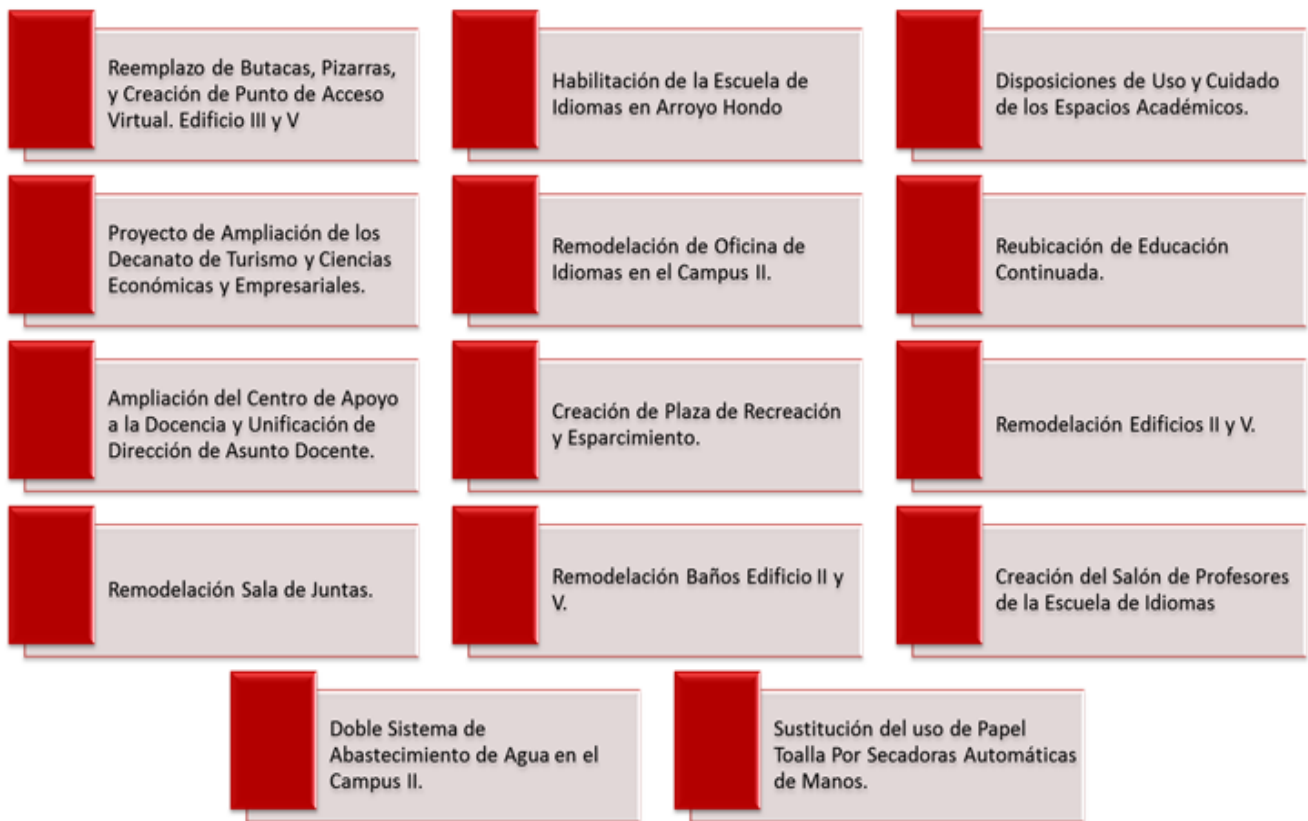 Reemplazo de Butacas, Pizarras,
y Creación de Punto de Acceso
Virtual. Edificio III y V
Habilitación de la Escuela de
Idiomas en Arroyo Hondo
Disposiciones de Uso y Cuidado
de los Espacios Académicos.
Proyecto de Ampliación de los
Decanato de Turismo y Ciencias
Económicas y Empresariales.
Remodelación de Oficina de
Idiomas en el Campus II.
Reubicación de Educación
Continuada.
Ampliación del Centro de Apoyo
a la Docencia y Unificación de
Dirección de Asunto Docente.
Creación de Plaza de Recreación
y Esparcimiento.
Remodelación Edificios II y V.
Remodelación Sala de Juntas.
Remodelación Baños Edificio II y
V.
Creación del Salón de Profesores
de la Escuela de Idiomas
Doble Sistema de
Abastecimiento de Agua en el
Campus II.
Sustitución del uso de Papel
Toalla Por Secadoras Automáticas
de Manos.